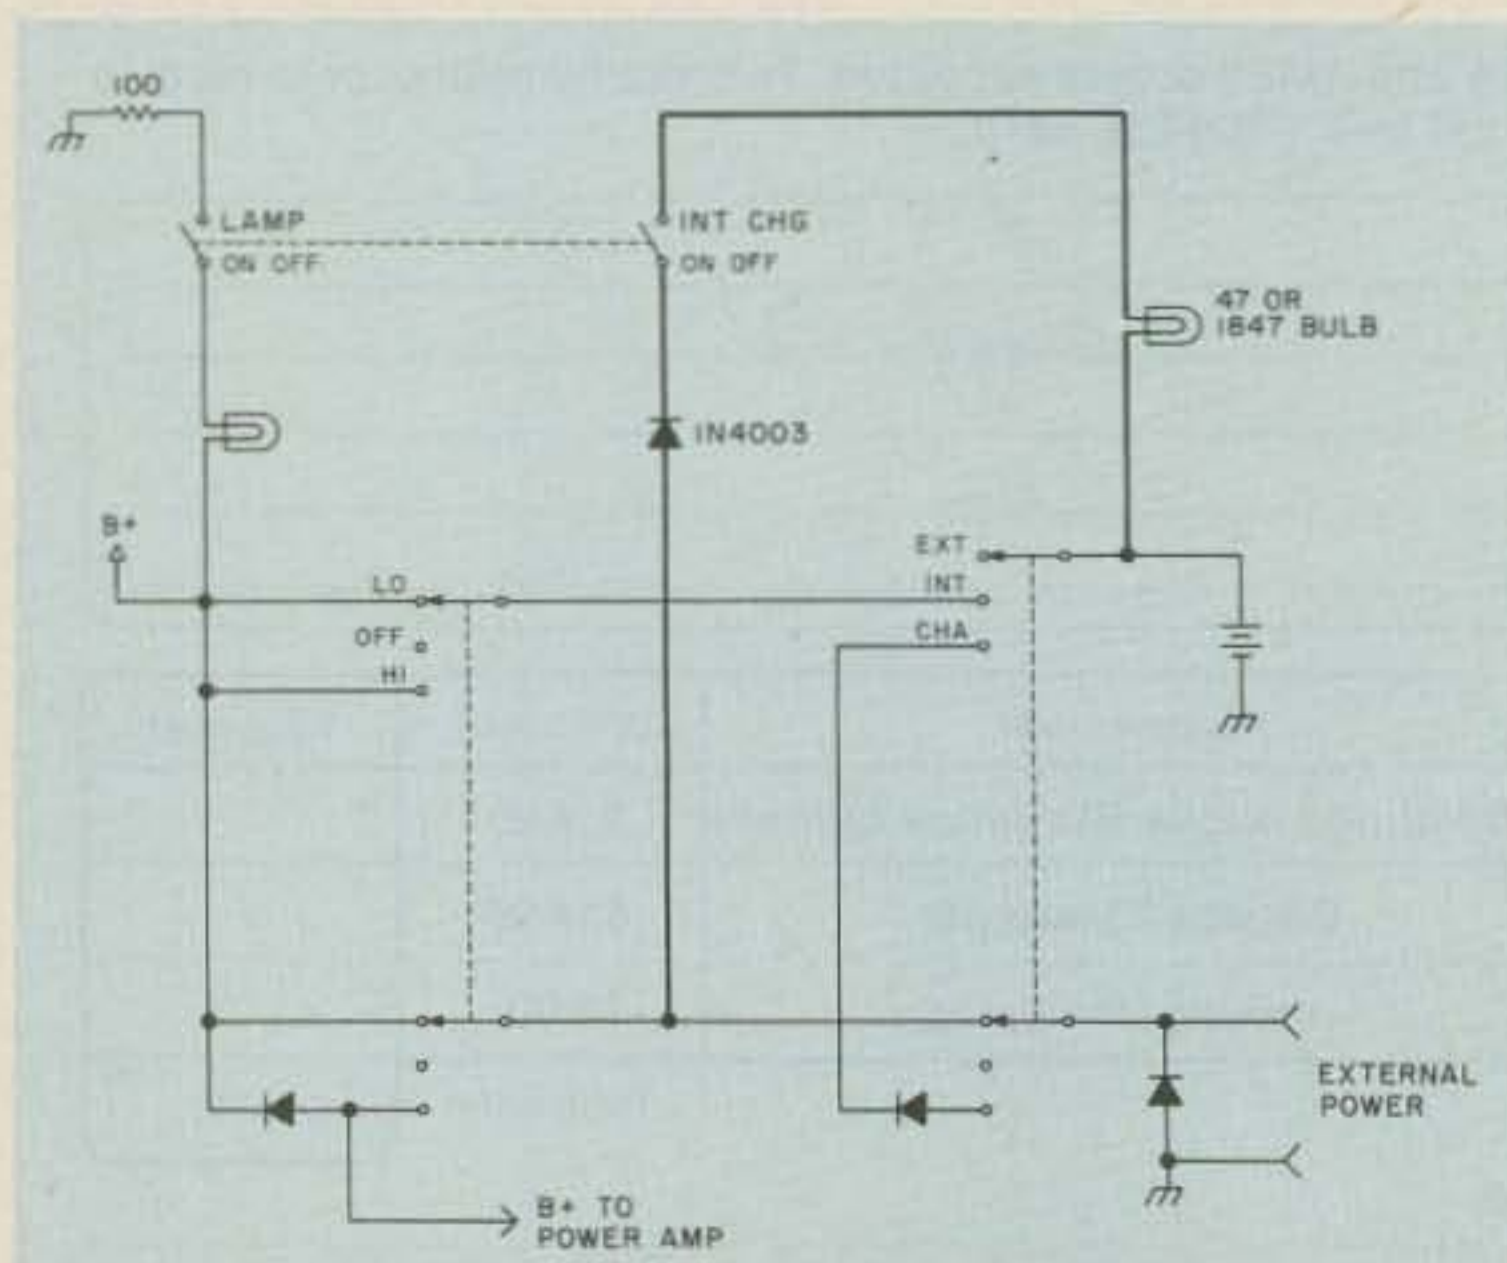 100
LAMP
ON OFF
INT CHG
ON OFF
47 OR
1847 BULB
1N4003
B+
LO
OFF
HI
EXT
INT
CHA
EXTERNAL
POWER
B+ TO
POWER AMP